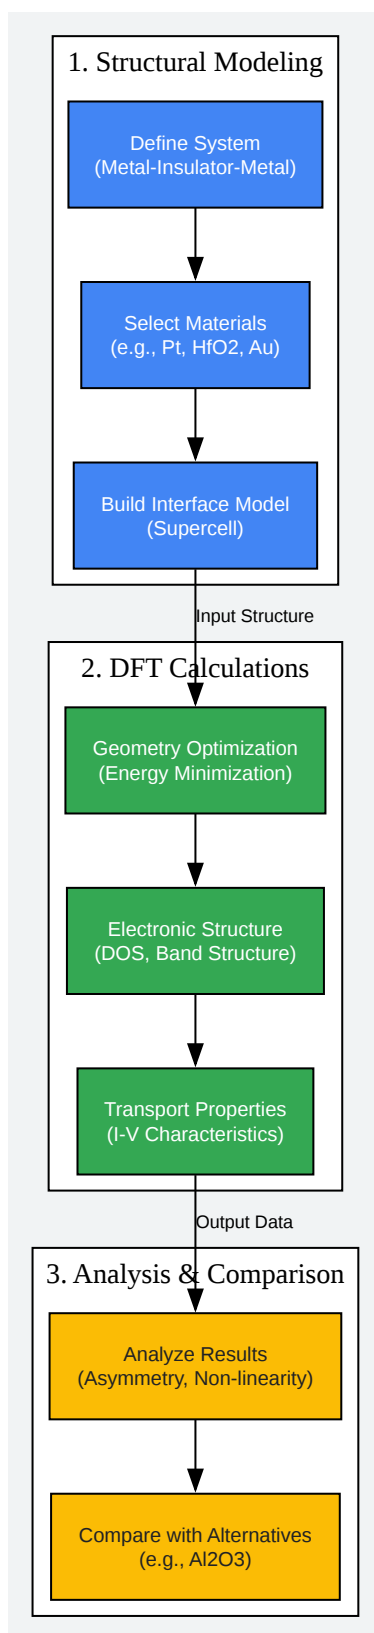 1. Structural Modeling
Define System
(Metal-Insulator-Metal)
Select Materials
(e.g., Pt, HfO2, Au)
Build Interface Model
(Supercell)
Input Structure
2. DFT Calculations
Geometry Optimization
(Energy Minimization)
Electronic Structure
(DOS, Band Structure)
Transport Properties
(I-V Characteristics)
Output Data
3. Analysis & Comparison
Analyze Results
(Asymmetry, Non-linearity)
Compare with Alternatives
(e.g., Al2O3)